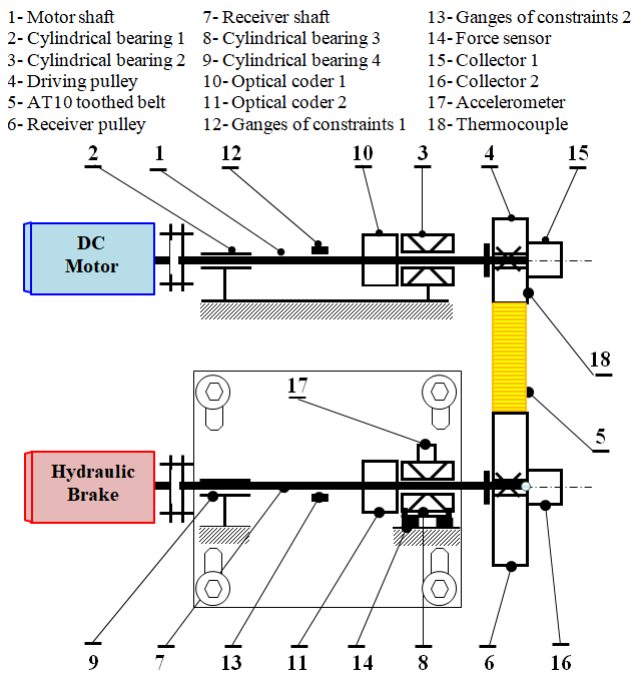 1- Motor shaft 7- Receiver shaft 13- Ganges of constraints 2
2- Cylindrical bearing 1 8- Cylindrical bearing 3 14- Force sensor
3- Cylindrical bearing 2 9- Cylindrical bearing 4 15- Collector 1
4- Driving pulley 10- Optical coder 1 16- Collector 2
5- AT10 toothed belt 11- Optical coder 2 17- Accelerometer
6- Receiver pulley 12- Ganges of constraints 1 18- Thermocouple
2 1 12 10 3 4 15
DC
Motor
18
17
5
Hydraulic
Brake
9 7 13 11 14 8 6 16